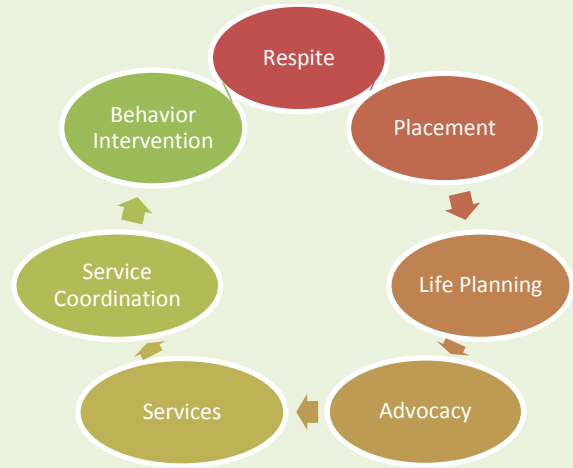 Respite
Placement
Life Planning
Advocacy
Services
Service
Coordination
Behavior
Intervention